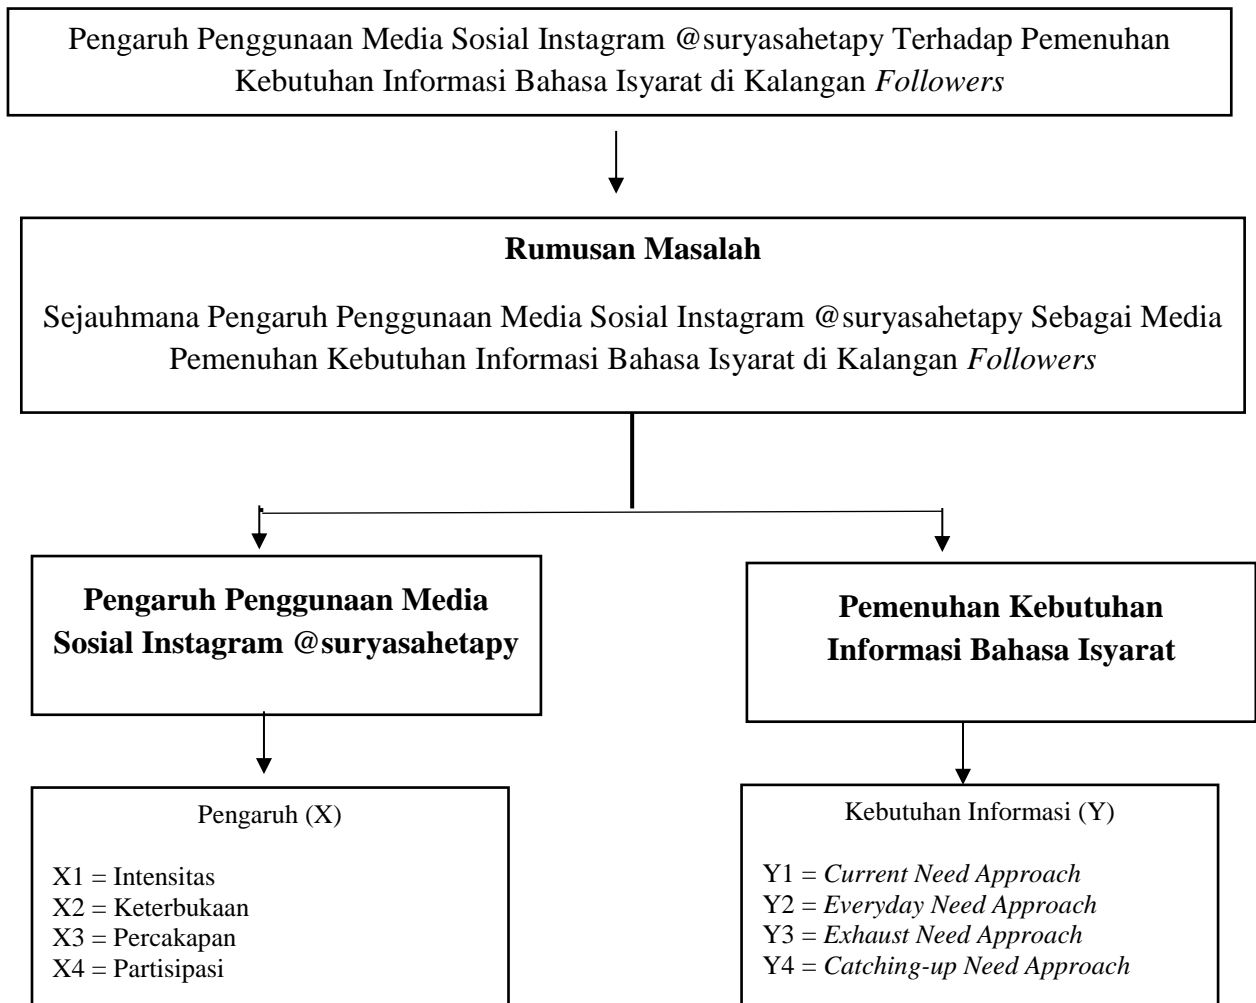 Pengaruh Penggunaan Media Sosial Instagram @suryasahetapy Terhadap Pemenuhan
Kebutuhan Informasi Bahasa Isyarat di Kalangan Followers
Rumusan Masalah
Sejauhmana Pengaruh Penggunaan Media Sosial Instagram @suryasahetapy Sebagai Media
Pemenuhan Kebutuhan Informasi Bahasa Isyarat di Kalangan Followers
Pengaruh Penggunaan Media
Sosial Instagram @suryasahetapy
Pemenuhan Kebutuhan
Informasi Bahasa Isyarat
Pengaruh (X)
X1 = Intensitas
X2 = Keterbukaan
X3 = Percakapan
X4 = Partisipasi
Kebutuhan Informasi (Y)
Y1 = Current Need Approach
Y2 = Everyday Need Approach
Y3 = Exhaust Need Approach
Y4 = Catching-up Need Approach